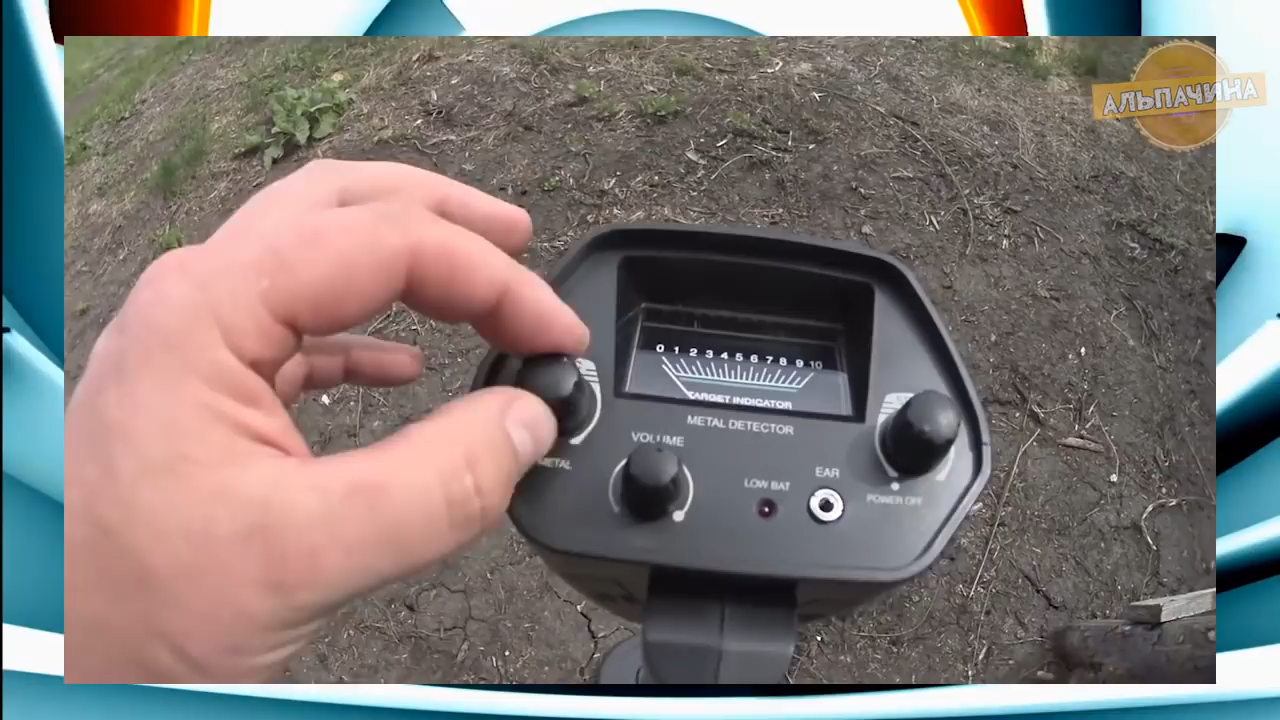 АЛЬПАЧИНА
0 1 2 3 4 5 6 7 8 9 10
TARGET INDICATOR
METAL DETECTOR
METAL
VOLUME
LOW BAT
EAR
POWER OFF